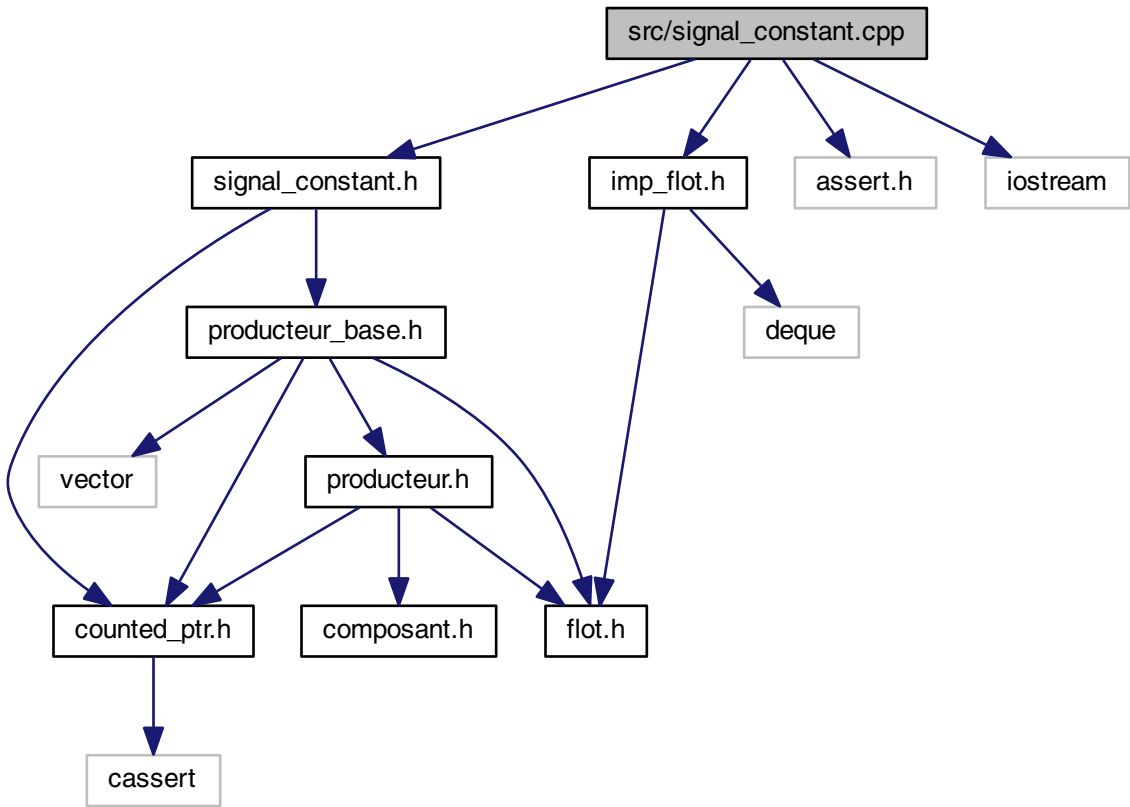 src/signal_constant.cpp
signal_constant.h
imp_flot.h
assert.h
iostream
producteur_base.h
deque
vector
producteur.h
counted_ptr.h
composant.h
flot.h
cassert